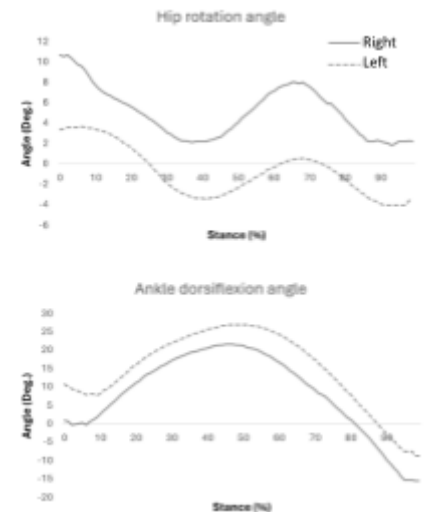 Hip rotation angle
Right
Left
12
10
8
6
4
2
0
-2
-4
-6
Angle (Deg.)
0 10 20 30 40 50 60 70 80 90
Stance (%)
Ankle dorsiflexion angle
30
25
20
15
10
5
0
-5
-10
-15
-20
Angle (Deg.)
0 10 20 30 40 50 60 70 80 90
Stance (%)